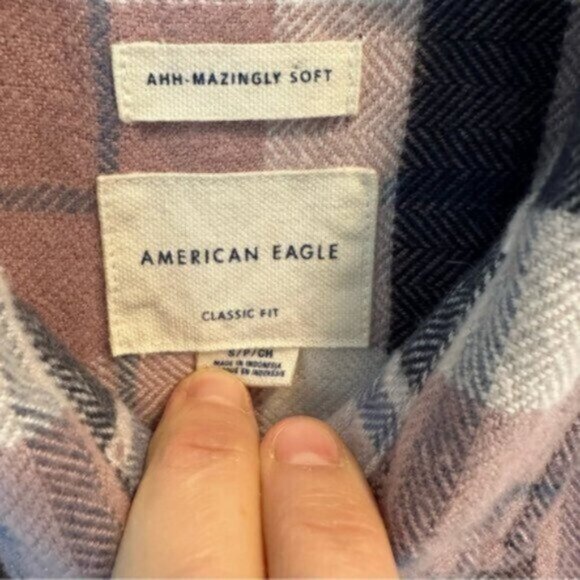 AHH-MAZINGLY SOFT
AMERICAN EAGLE
CLASSIC FIT
S/P/CH
MADE IN INDONESIA